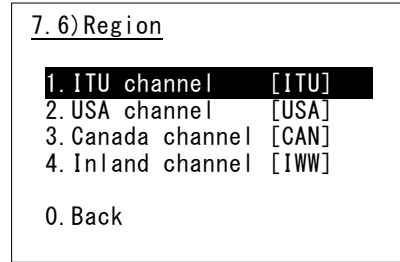 7.6)Region
1.ITU channel [ITU]
2.USA channel [USA]
3.Canada channel [CAN]
4.Inland channel [IWW]
0.Back